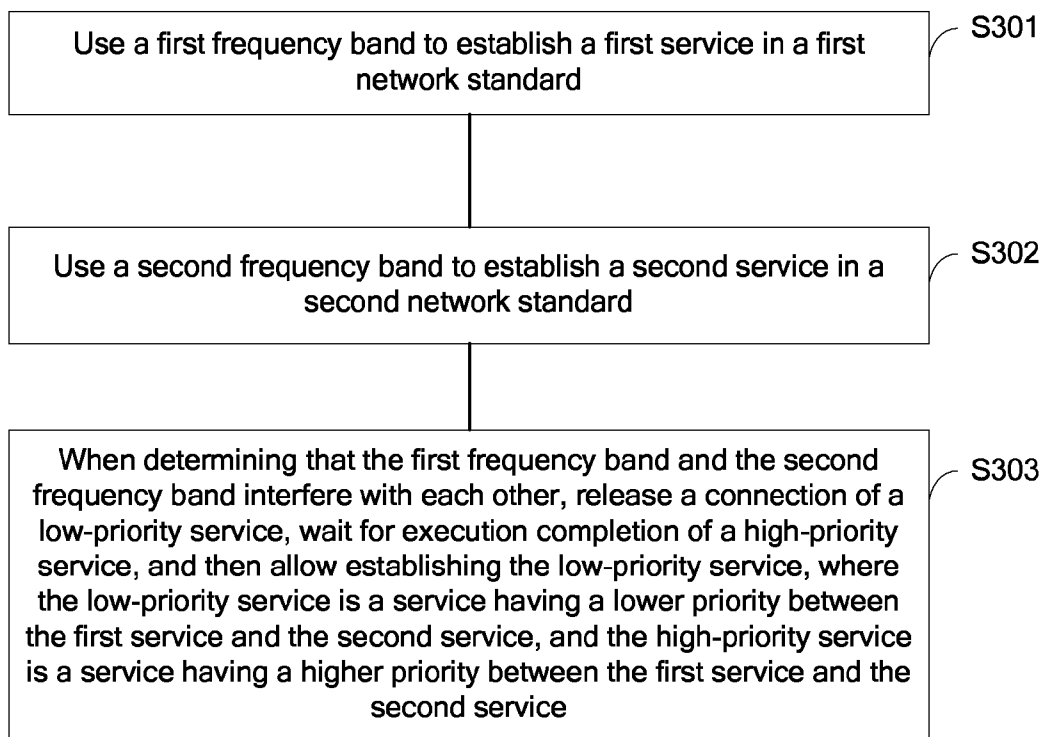 Use a first frequency band to establish a first service in a first
network standard
S301
Use a second frequency band to establish a second service in a
second network standard
S302
When determining that the first frequency band and the second
frequency band interfere with each other, release a connection of a
low-priority service, wait for execution completion of a high-priority
service, and then allow establishing the low-priority service, where
the low-priority service is a service having a lower priority between
the first service and the second service, and the high-priority service
is a service having a higher priority between the first service and the
second service
S303